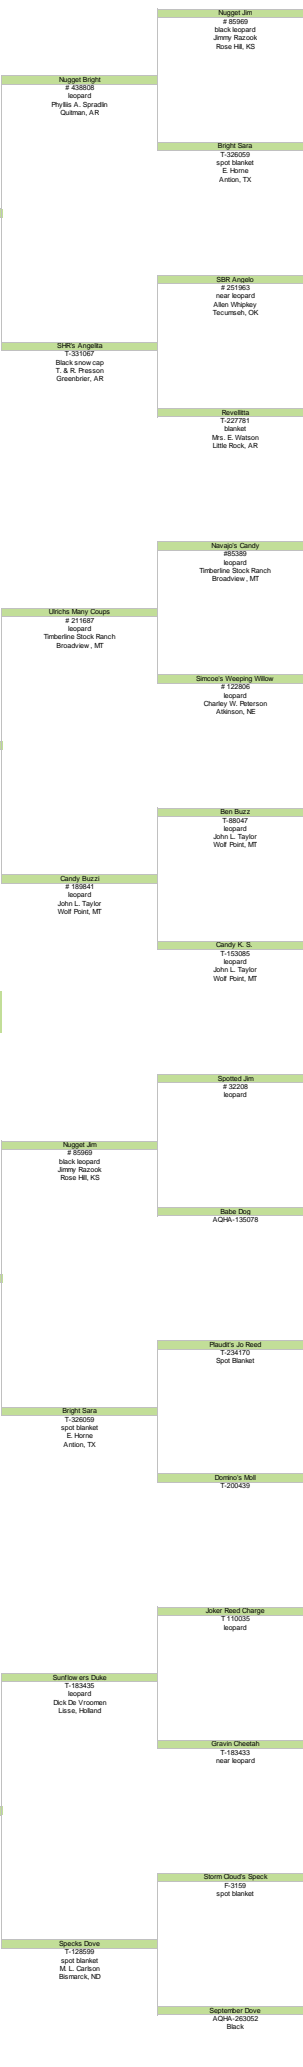 Nugget Jim
# 85969
black leopard
Jimmy Razook
Rose Hill, KS
Nugget Bright
# 438808
leopard
Phyllis A. Spradlin
Quitman, AR
Bright Sara
T-326059
spot blanket
E. Horne
Antion, TX
SBR Angelo
# 251963
near leopard
Allen Whipkey
Tecumseh, OK
SHR's Angelita
T-331067
Black snow cap
T. & R. Presson
Greenbrier, AR
Revellitta
T-227781
blanket
Mrs. E. Watson
Little Rock, AR
Navajo's Candy
#85389
leopard
Timberline Stock Ranch
Broadview , MT
Ulrichs Many Coups
# 211687
leopard
Timberline Stock Ranch
Broadview , MT
Simcoe's Weeping Willow
# 122806
leopard
Charley W. Peterson
Atkinson, NE
Ben Buzz
T-88047
leopard
John L. Taylor
Wolf Point, MT
Candy Buzzi
# 189841
leopard
John L. Taylor
Wolf Point, MT
Candy K. S.
T-153085
leopard
John L. Taylor
Wolf Point, MT
Spotted Jim
# 32208
leopard
Nugget Jim
# 85969
black leopard
Jimmy Razook
Rose Hill, KS
Babe Dog
AQHA-135078
Plaudit's Jo Reed
T-234170
Spot Blanket
Bright Sara
T-326059
spot blanket
E. Horne
Antion, TX
Domino's Moll
T-200439
Joker Reed Charge
T 110035
leopard
Sunflow ers Duke
T-183435
leopard
Dick De Vroomen
Lisse, Holland
Gravin Cheetah
T-183433
near leopard
Storm Cloud's Speck
F-3159
spot blanket
Specks Dove
T-128599
spot blanket
M. L. Carlson
Bismarck, ND
September Dove
AQHA-263052
Black